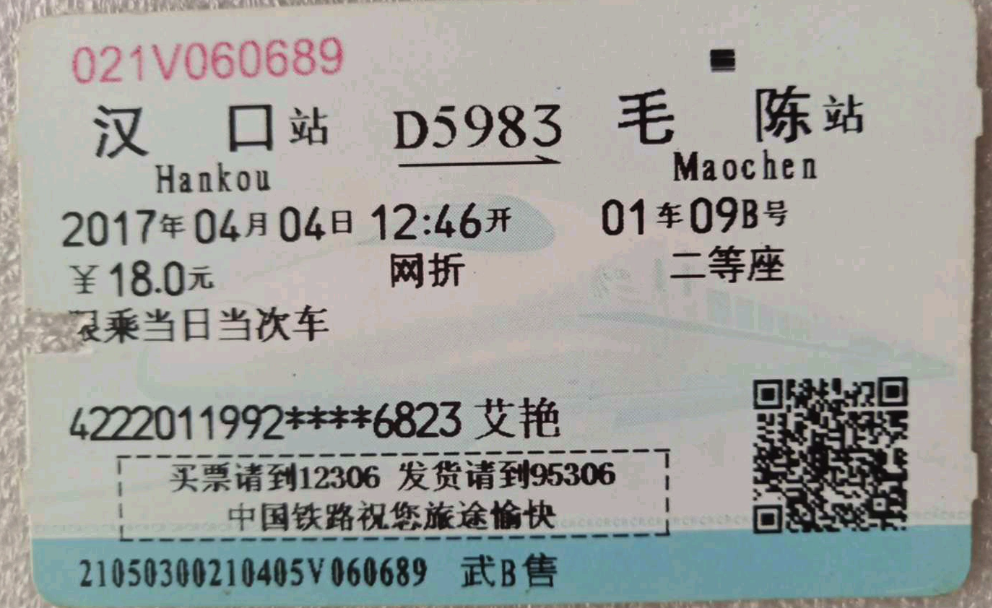 021V060689
汉口站 D5983 毛陈站
Hankou Maochen
2017年04月04日 12:46开 01车09B号
￥18.0元 网折 二等座
限乘当日当次车
4222011992****6823 艾艳
买票请到12306 发货请到95306
中国铁路祝您旅途愉快
21050300210405V060689 武B售